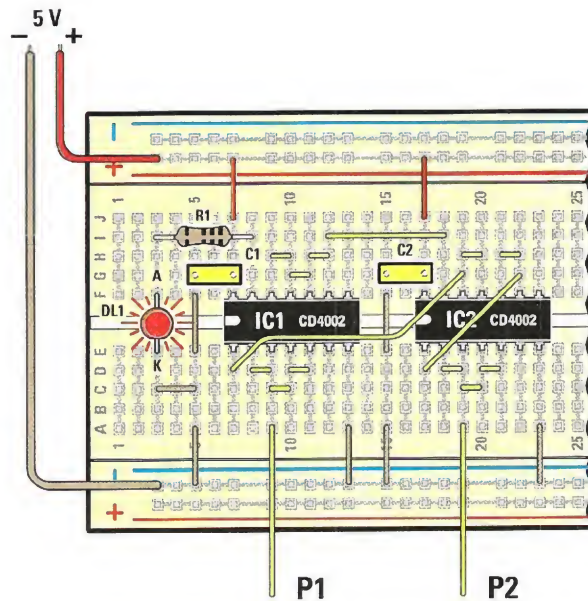 5 V
− +
−
+
1 5 10 15 20 25
J
I
H
G
F
R1
C1
C2
A
DL1
K
IC1 CD4002
IC2 CD4002
E
D
C
B
A
1 5 10 15 20 25
−
+
P1 P2